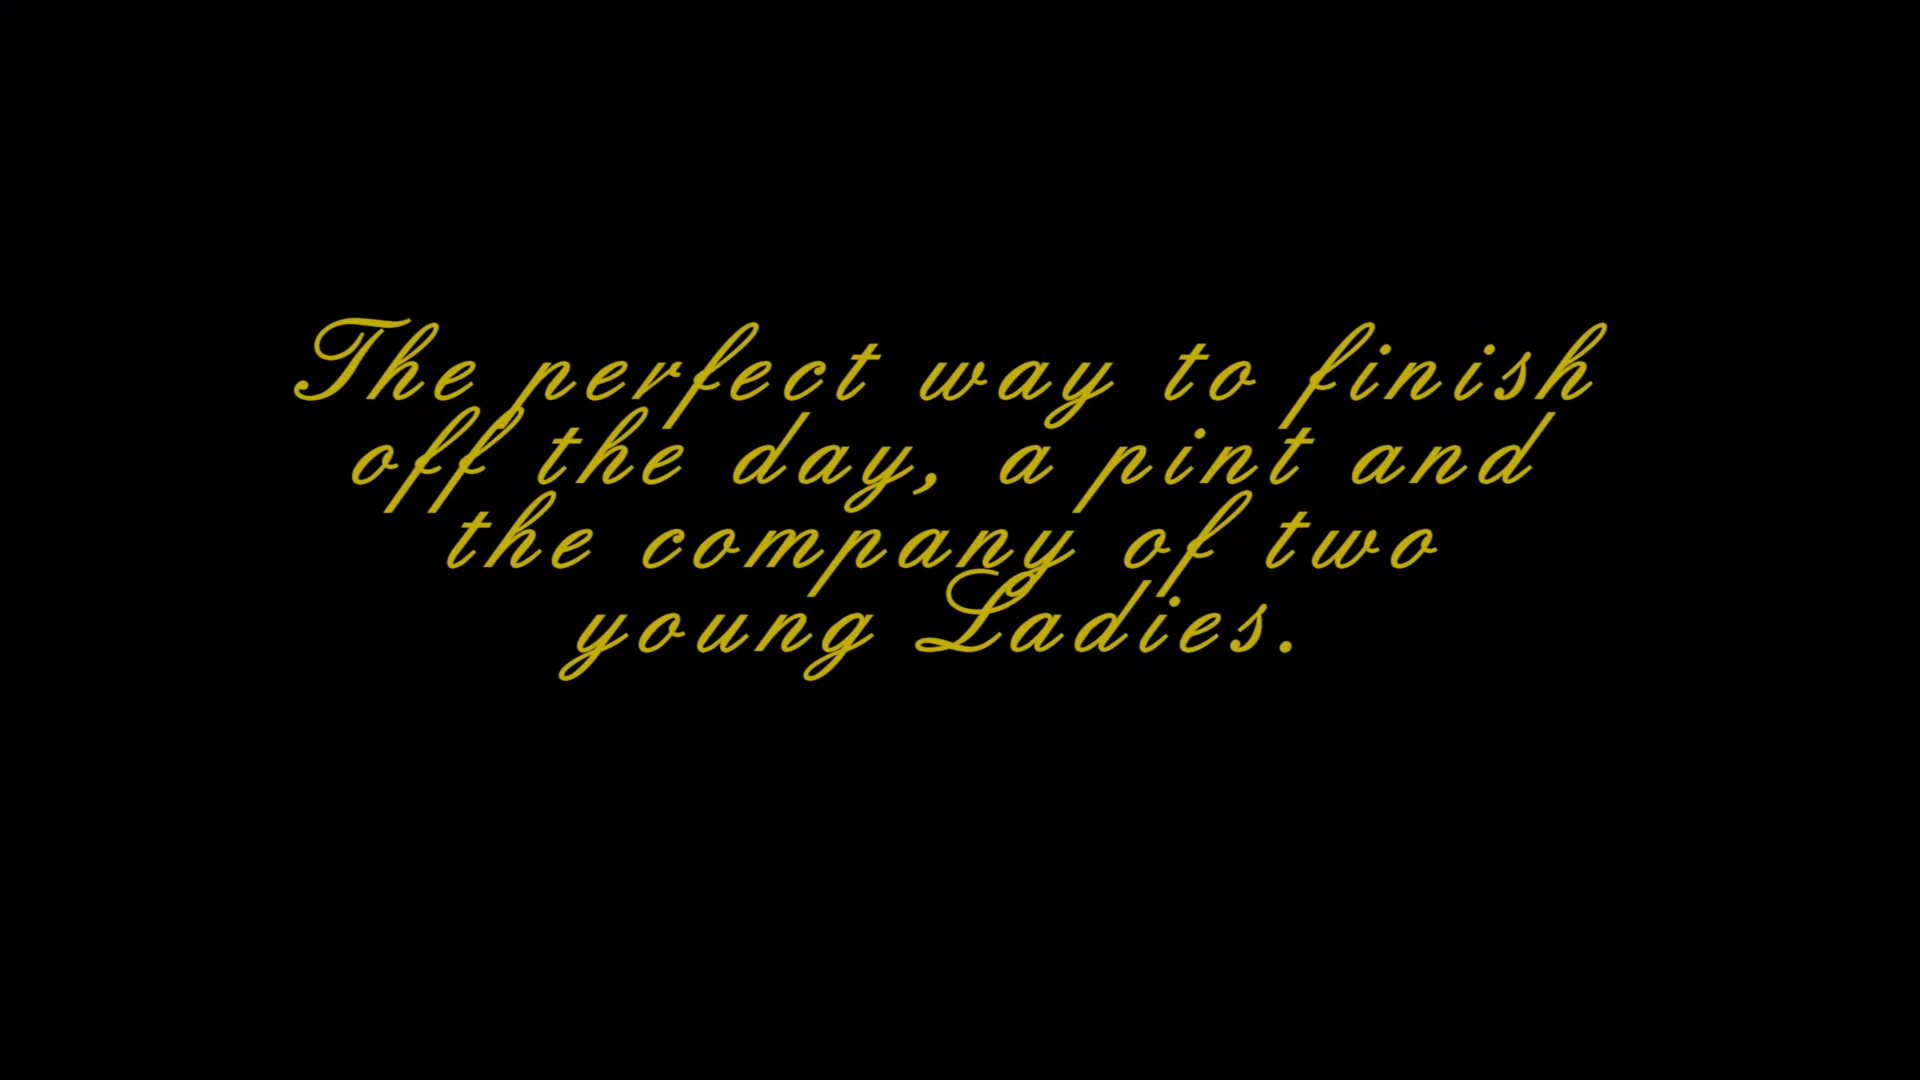 The perfect way to finish
off the day, a pint and
the company of two
young Ladies.